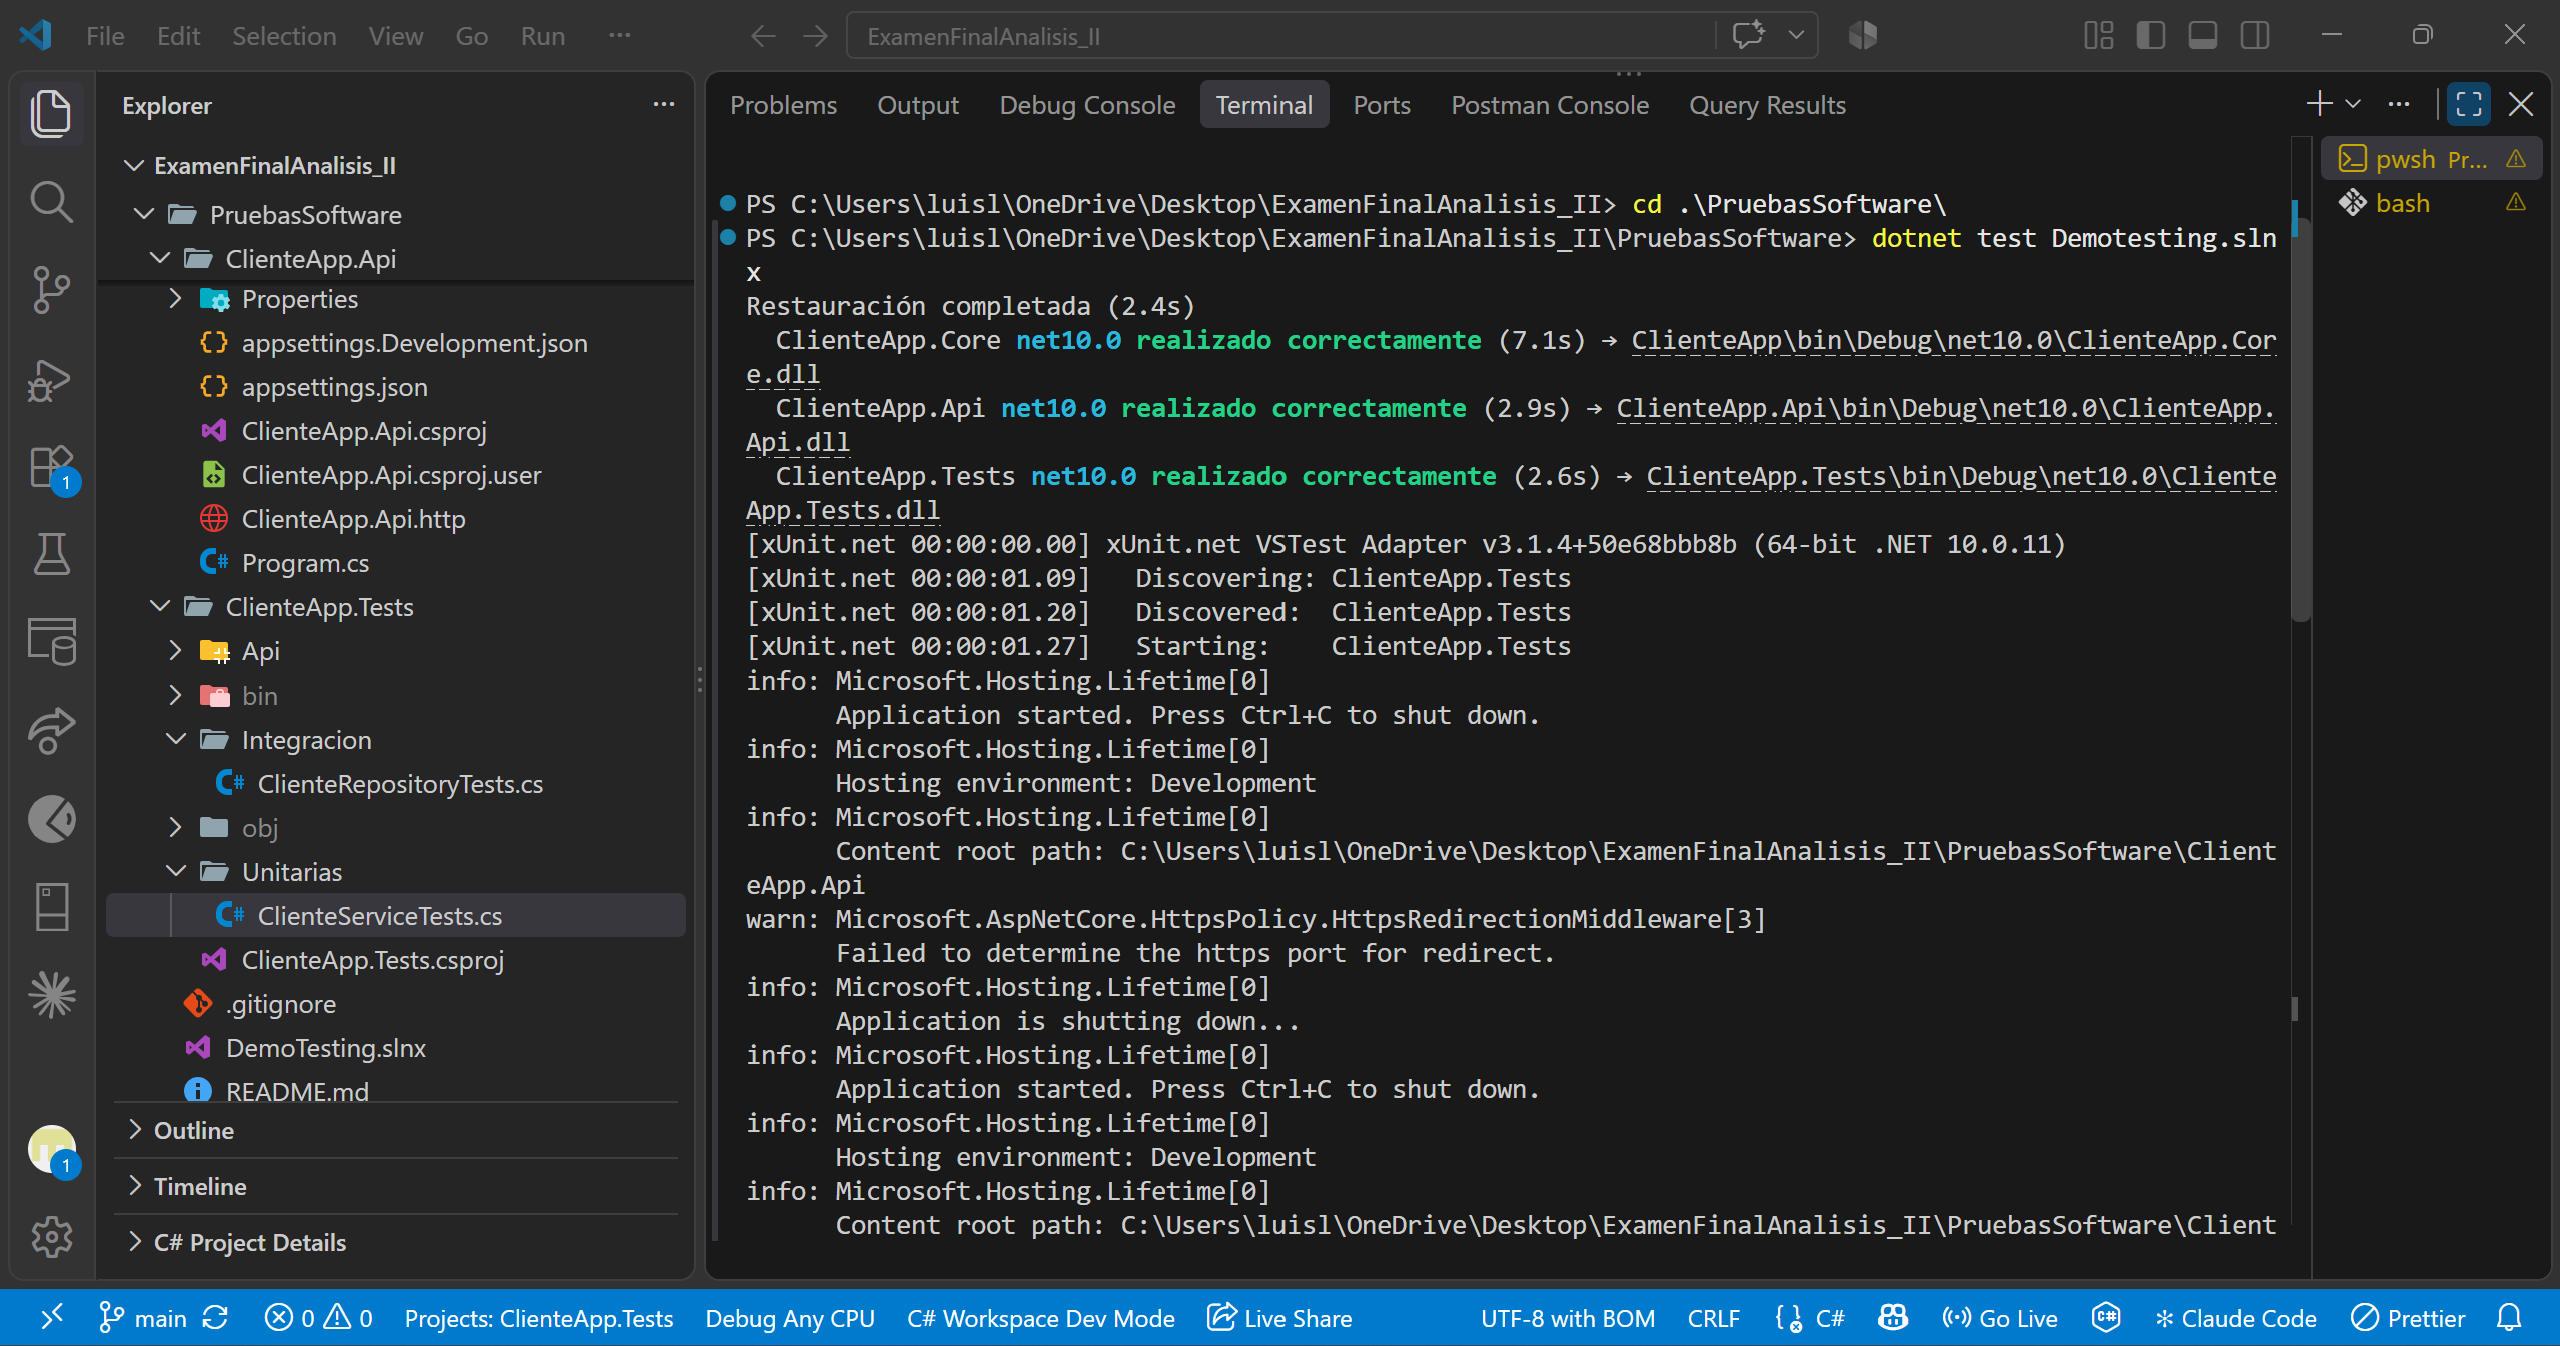 File Edit Selection View Go Run ···
ExamenFinalAnalisis_II
Explorer
ExamenFinalAnalisis_II
PruebasSoftware
ClienteApp.Api
Properties
appsettings.Development.json
appsettings.json
ClienteApp.Api.csproj
ClienteApp.Api.csproj.user
ClienteApp.Api.http
Program.cs
ClienteApp.Tests
Api
bin
Integracion
ClienteRepositoryTests.cs
obj
Unitarias
ClienteServiceTests.cs
ClienteApp.Tests.csproj
.gitignore
DemoTesting.slnx
README.md
Outline
Timeline
C# Project Details
1
1
Problems Output Debug Console Terminal Ports Postman Console Query Results
pwsh Pr...
bash
PS C:\Users\luisl\OneDrive\Desktop\ExamenFinalAnalisis_II> cd .\PruebasSoftware\
PS C:\Users\luisl\OneDrive\Desktop\ExamenFinalAnalisis_II\PruebasSoftware> dotnet test Demotesting.sln
x
Restauración completada (2.4s)
ClienteApp.Core net10.0 realizado correctamente (7.1s) → ClienteApp\bin\Debug\net10.0\ClienteApp.Cor
e.dll
ClienteApp.Api net10.0 realizado correctamente (2.9s) → ClienteApp.Api\bin\Debug\net10.0\ClienteApp.
Api.dll
ClienteApp.Tests net10.0 realizado correctamente (2.6s) → ClienteApp.Tests\bin\Debug\net10.0\Cliente
App.Tests.dll
[xUnit.net 00:00:00.00] xUnit.net VSTest Adapter v3.1.4+50e68bbb8b (64-bit .NET 10.0.11)
[xUnit.net 00:00:01.09]   Discovering: ClienteApp.Tests
[xUnit.net 00:00:01.20]   Discovered:  ClienteApp.Tests
[xUnit.net 00:00:01.27]   Starting:    ClienteApp.Tests
info: Microsoft.Hosting.Lifetime[0]
Application started. Press Ctrl+C to shut down.
info: Microsoft.Hosting.Lifetime[0]
Hosting environment: Development
info: Microsoft.Hosting.Lifetime[0]
Content root path: C:\Users\luisl\OneDrive\Desktop\ExamenFinalAnalisis_II\PruebasSoftware\Client
eApp.Api
warn: Microsoft.AspNetCore.HttpsPolicy.HttpsRedirectionMiddleware[3]
Failed to determine the https port for redirect.
info: Microsoft.Hosting.Lifetime[0]
Application is shutting down...
info: Microsoft.Hosting.Lifetime[0]
Application started. Press Ctrl+C to shut down.
info: Microsoft.Hosting.Lifetime[0]
Hosting environment: Development
info: Microsoft.Hosting.Lifetime[0]
Content root path: C:\Users\luisl\OneDrive\Desktop\ExamenFinalAnalisis_II\PruebasSoftware\Client
main 0 0 Projects: ClienteApp.Tests Debug Any CPU C# Workspace Dev Mode Live Share UTF-8 with BOM CRLF C# Go Live Claude Code Prettier